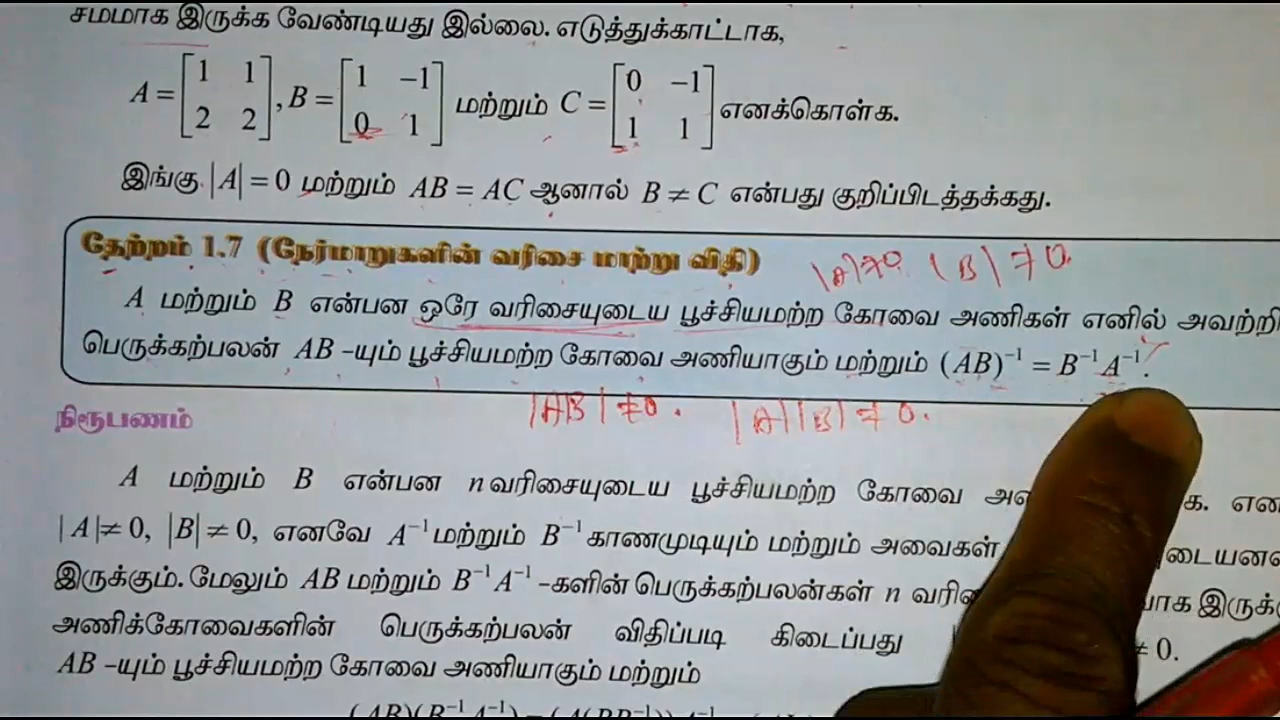 சமமாக இருக்க வேண்டியது இல்லை. எடுத்துக்காட்டாக,
A = [1 1; 2 2], B = [1 −1; 0 1] மற்றும் C = [0 −1; 1 1] எனக்கொள்க.
இங்கு |A| = 0 மற்றும் AB = AC ஆனால் B ≠ C என்பது குறிப்பிடத்தக்கது.
தேற்றம் 1.7 (நேர்மாறுகளின் வரிசை மாற்று விதி)
|A| ≠ 0. |B| ≠ 0.
A மற்றும் B என்பன ஒரே வரிசையுடைய பூச்சியமற்ற கோவை அணிகள் எனில் அவற்றி
பெருக்கற்பலன் AB –யும் பூச்சியமற்ற கோவை அணியாகும் மற்றும் (AB)⁻¹ = B⁻¹A⁻¹.
|AB| ≠ 0. |A||B| ≠ 0.
நிரூபணம்
A மற்றும் B என்பன n வரிசையுடைய பூச்சியமற்ற கோவை
|A| ≠ 0, |B| ≠ 0, எனவே A⁻¹ மற்றும் B⁻¹ காணமுடியும் மற்றும் அவைகள்
இருக்கும். மேலும் AB மற்றும் B⁻¹A⁻¹ –களின் பெருக்கற்பலன்கள் n
அணிக்கோவைகளின் பெருக்கற்பலன் விதிப்படி கிடைப்பது ≠ 0.
AB –யும் பூச்சியமற்ற கோவை அணியாகும் மற்றும்